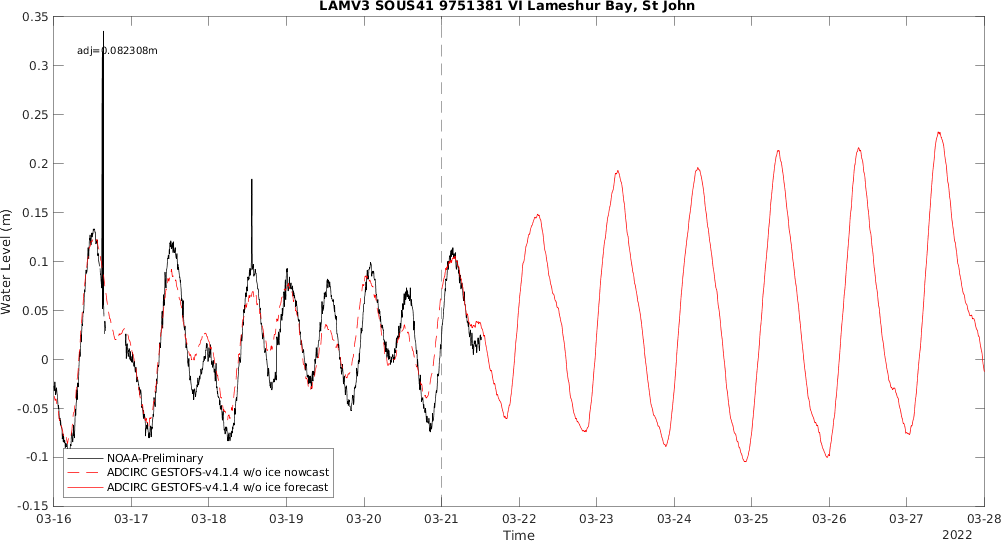 LAMV3 SOUS41 9751381 VI Lameshur Bay, St John
adj=0.082308m
Water Level (m)
0.35
0.3
0.25
0.2
0.15
0.1
0.05
0
-0.05
-0.1
-0.15
NOAA-Preliminary
ADCIRC GESTOFS-v4.1.4 w/o ice nowcast
ADCIRC GESTOFS-v4.1.4 w/o ice forecast
03-16 03-17 03-18 03-19 03-20 03-21 03-22 03-23 03-24 03-25 03-26 03-27 03-28
Time
2022